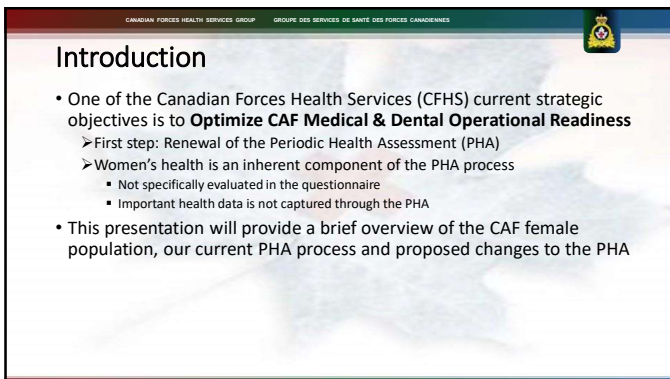 CANADIAN FORCES HEALTH SERVICES GROUP GROUPE DES SERVICES DE SANTÉ DES FORCES CANADIENNES
Introduction
• One of the Canadian Forces Health Services (CFHS) current strategic
objectives is to Optimize CAF Medical & Dental Operational Readiness
➢First step: Renewal of the Periodic Health Assessment (PHA)
➢Women's health is an inherent component of the PHA process
▪ Not specifically evaluated in the questionnaire
▪ Important health data is not captured through the PHA
• This presentation will provide a brief overview of the CAF female
population, our current PHA process and proposed changes to the PHA